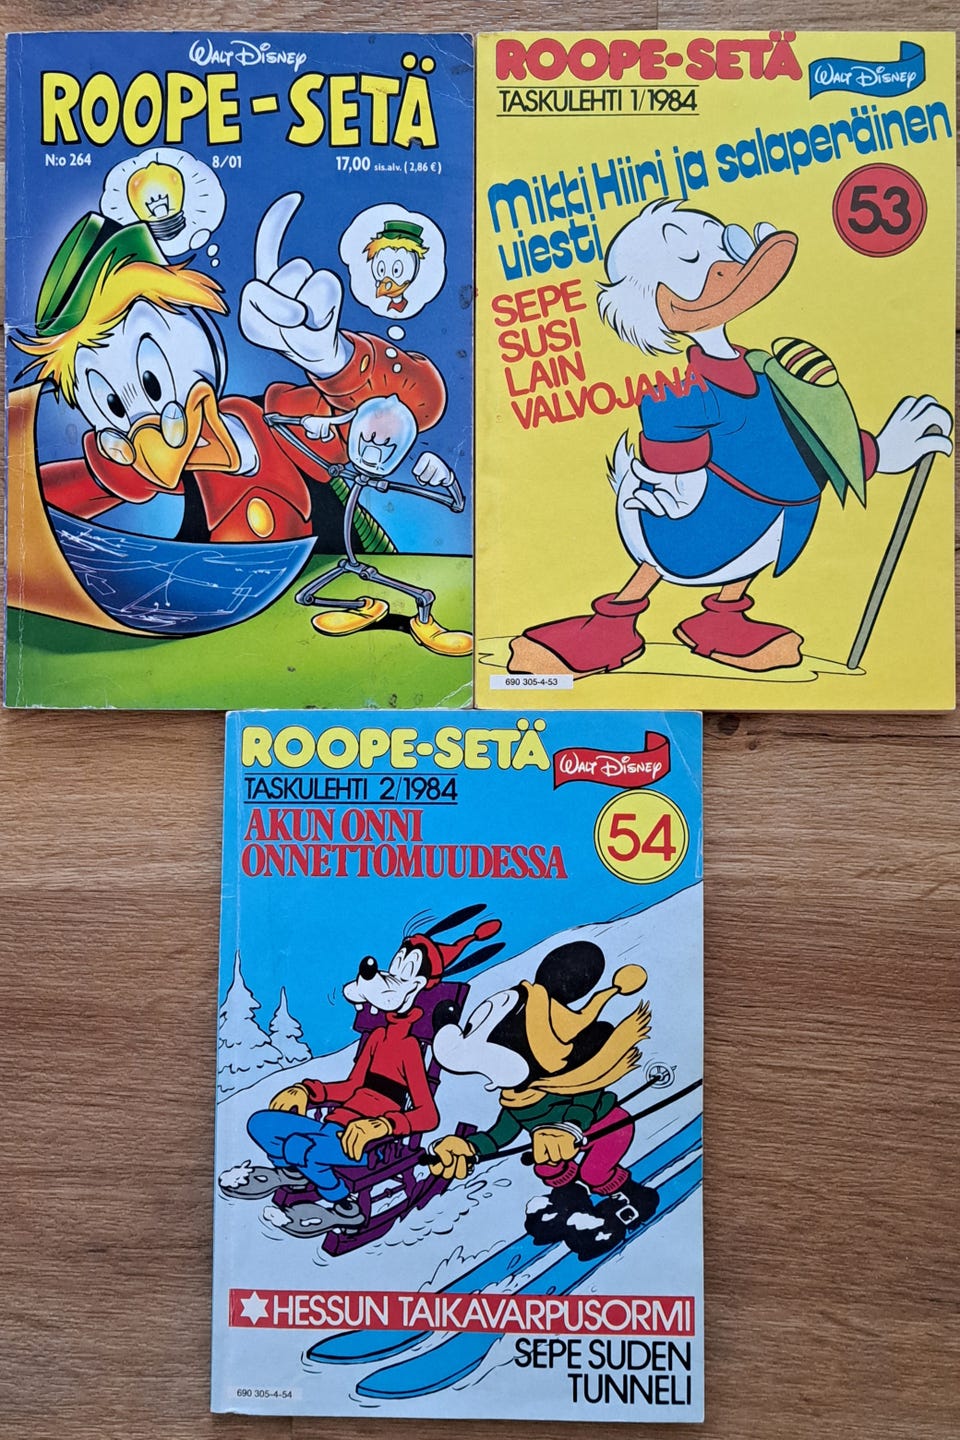 WALT DISNEY
ROOPE-SETÄ
N:o 264 8/01 17,00 sis.alv. (2,86 €)
ROOPE-SETÄ
WALT DISNEY
TASKULEHTI 1/1984
Mikki Hiiri ja salaperäinen
viesti
53
SEPE
SUSI
LAIN
VALVOJANA
690 305-4-53
ROOPE-SETÄ
WALT DISNEY
TASKULEHTI 2/1984
AKUN ONNI
ONNETTOMUUDESSA
54
HESSUN TAIKAVARPUSORMI
SEPE SUDEN
TUNNELI
690 305-4-54